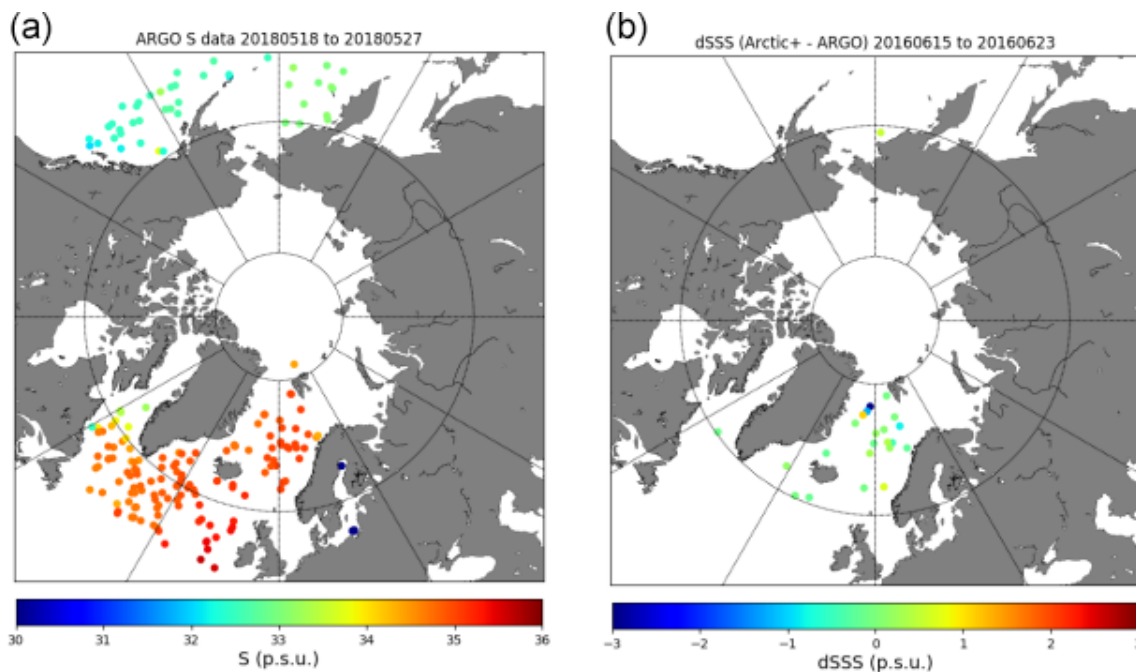 (a)
ARGO S data 20180518 to 20180527
30 31 32 33 34 35 36
S (p.s.u.)
(b)
dSSS (Arctic+ - ARGO) 20160615 to 20160623
−3 −2 −1 0 1 2
dSSS (p.s.u.)